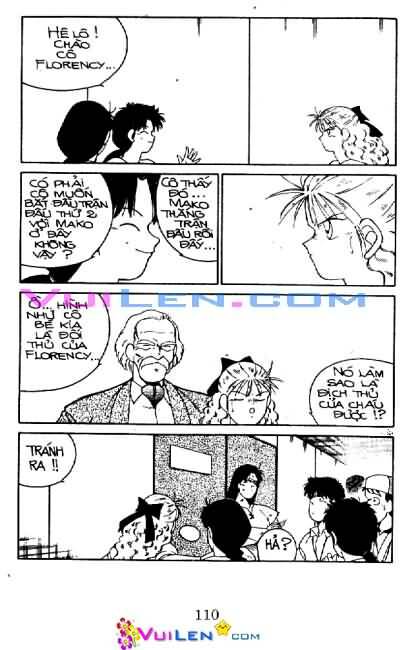 HÊ LÔ!
CHÀO
CÔ
FLORENCY...
CÓ PHẢI
CÔ MUỐN
BẮT ĐẦU TRẬN
ĐẤU THỨ 2
VỚI MAKO
Ở ĐÂY
KHÔNG
VẬY?
CÔ THẤY
ĐÓ...
MAKO
THẮNG
TRẬN
ĐẤU RỒI
ĐẤY...
VuiLen.com
Ồ... HÌNH
NHƯ CÔ
BÉ KIA
LÀ ĐỐI
THỦ CỦA
FLORENCY...
NÓ LÀM
SAO LÀ
ĐỊCH THỦ
CỦA CHÁU
ĐƯỢC!?
TRÁNH
RA!!
HẢ?
110
VuiLen.com